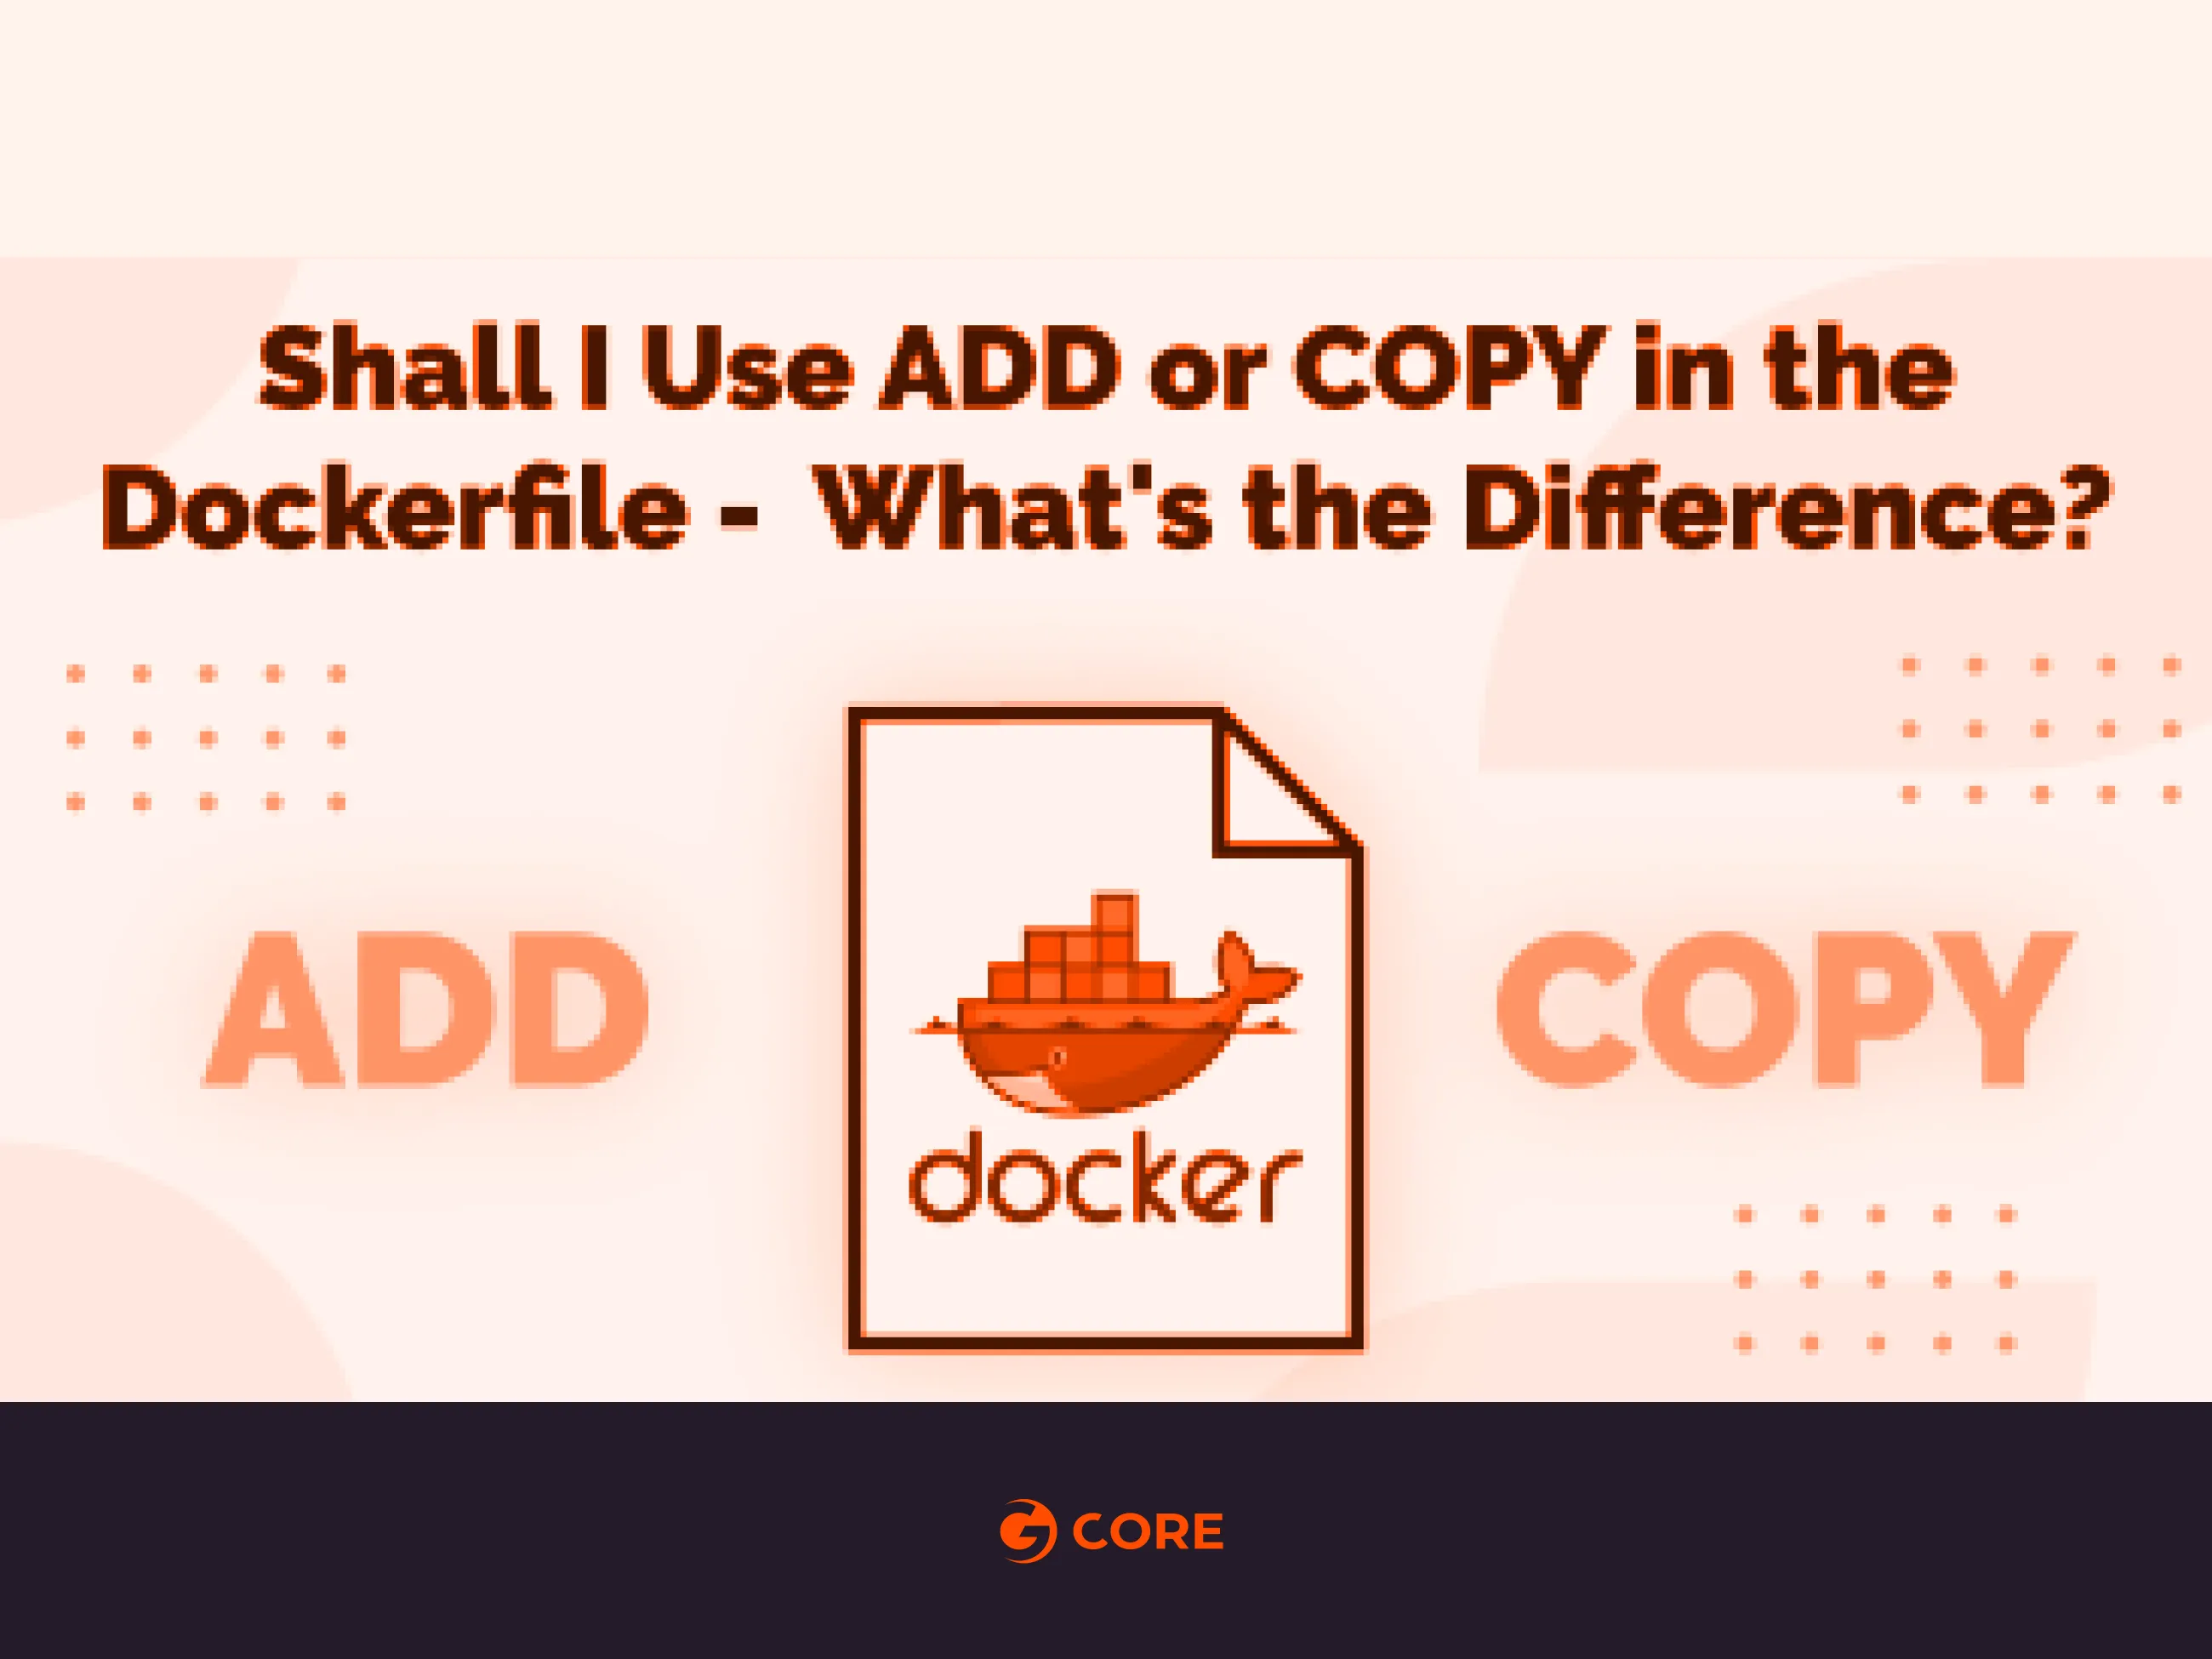 Shall I Use ADD or COPY in the
Dockerfile - What's the Difference?
ADD
COPY
docker
CORE